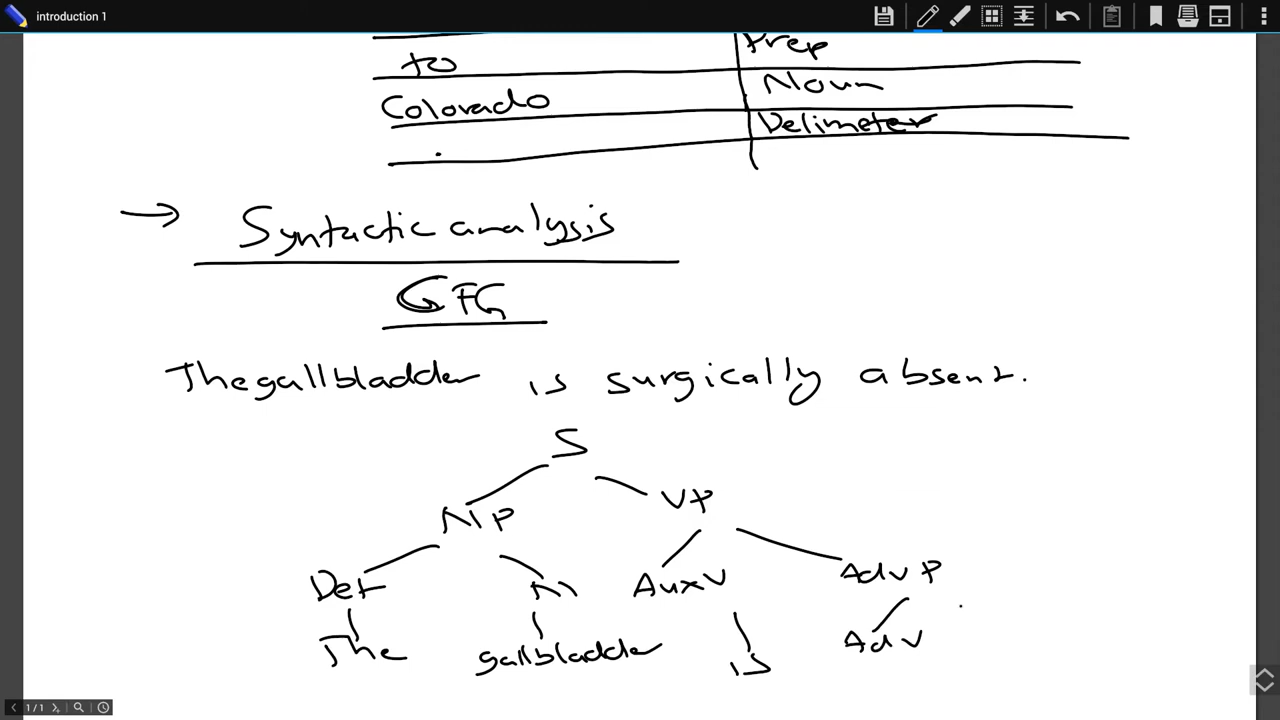 introduction 1
to Prep
Colorado Noun
. Delimeter
→ Syntactic analysis
CFG
The gallbladder is surgically absent.
S
NP VP
Det N AuxV AdvP
The gallbladder is Adv
1/1